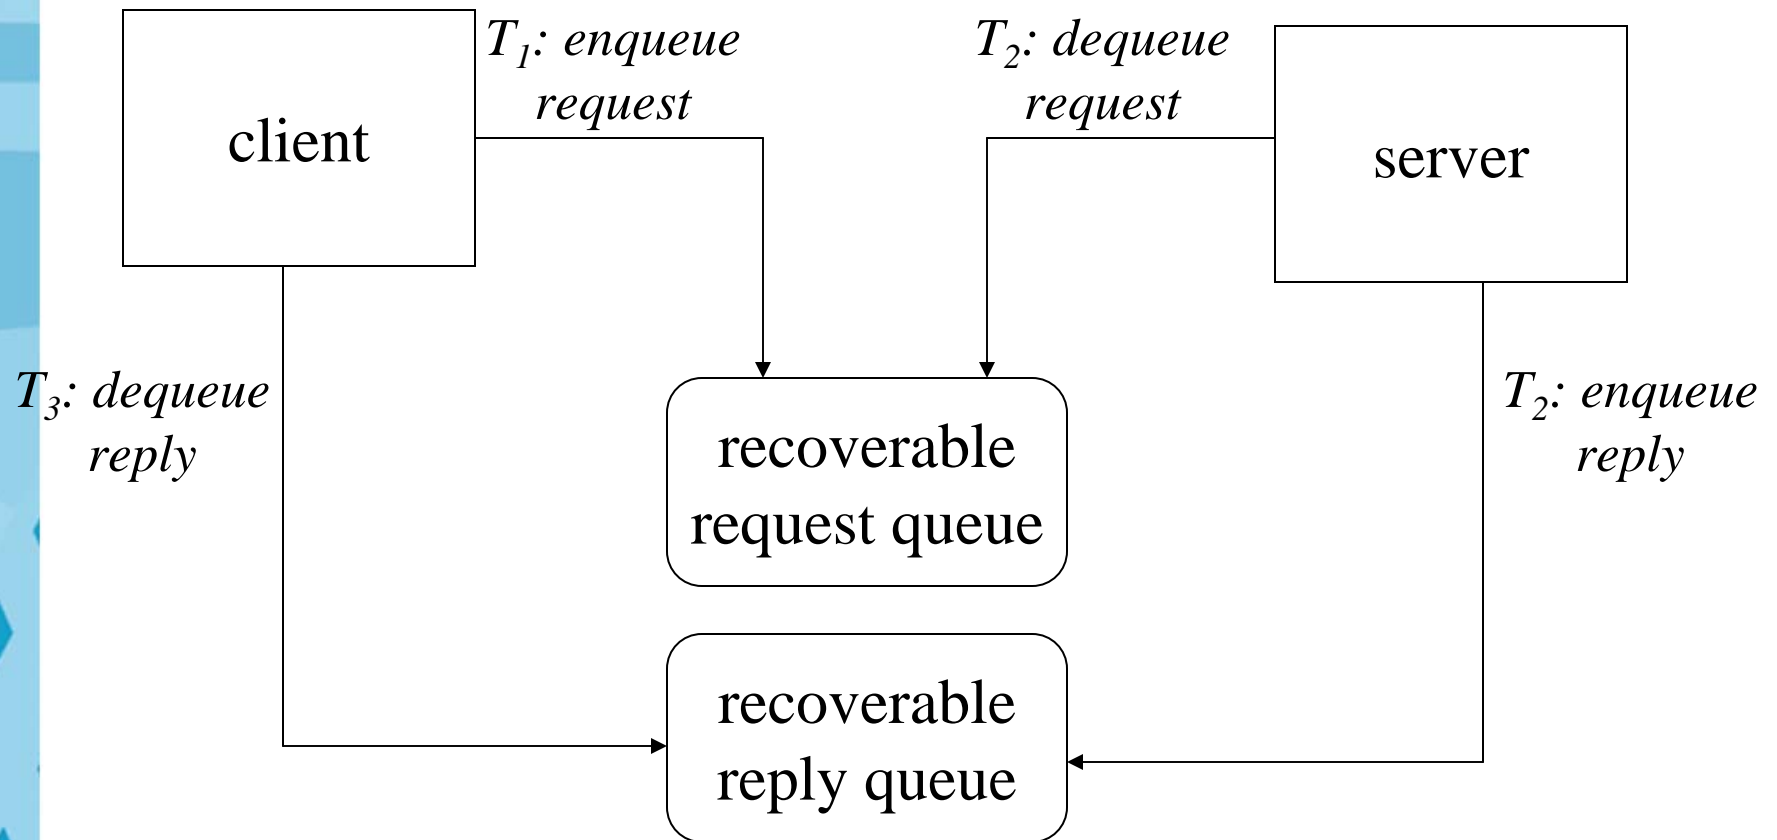 T₁: enqueue
request
T₂: dequeue
request
client
server
T₃: dequeue
reply
T₂: enqueue
reply
recoverable
request queue
recoverable
reply queue